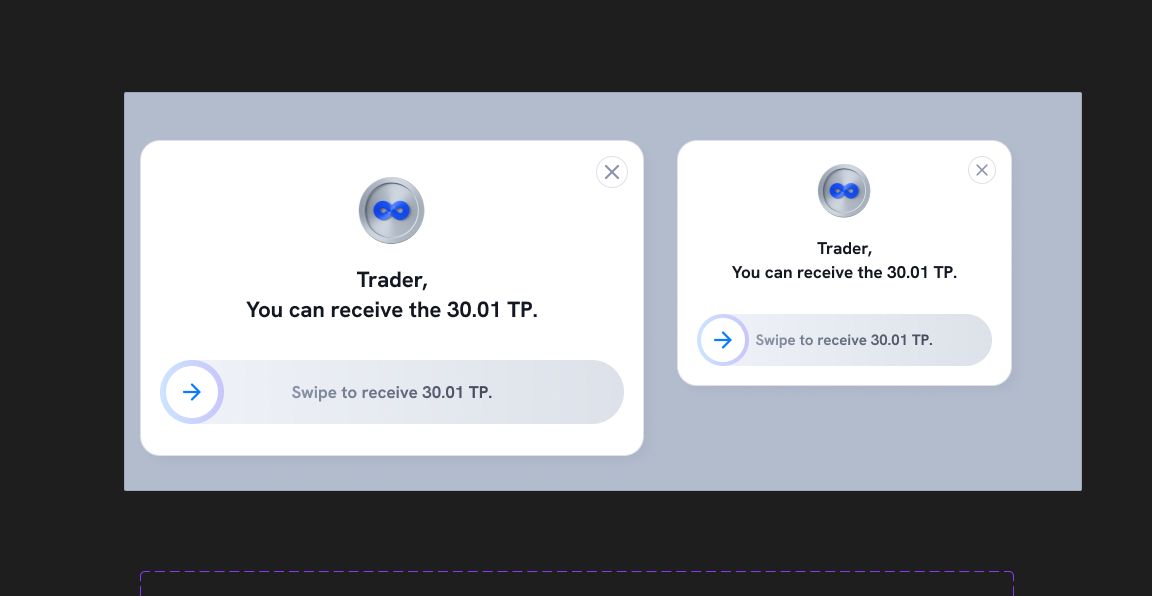 Trader,
You can receive the 30.01 TP.
Swipe to receive 30.01 TP.
Trader,
You can receive the 30.01 TP.
Swipe to receive 30.01 TP.